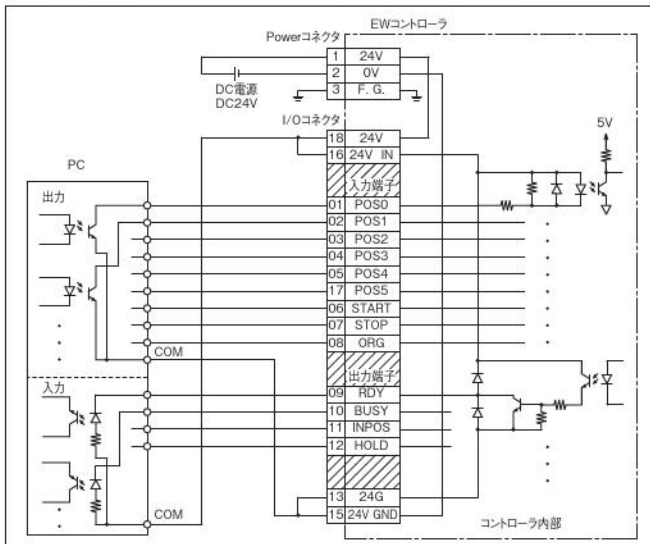 EWコントローラ
Powerコネクタ
1 24V
2 0V
3 F. G.
DC電源
DC24V
I/Oコネクタ
18 24V
16 24V IN
5V
PC
入力端子
出力
01 POS0
02 POS1
03 POS2
04 POS3
05 POS4
17 POS5
06 START
07 STOP
08 ORG
COM
出力端子
入力
09 RDY
10 BUSY
11 INPOS
12 HOLD
13 24G
15 24V GND
COM
コントローラ内部